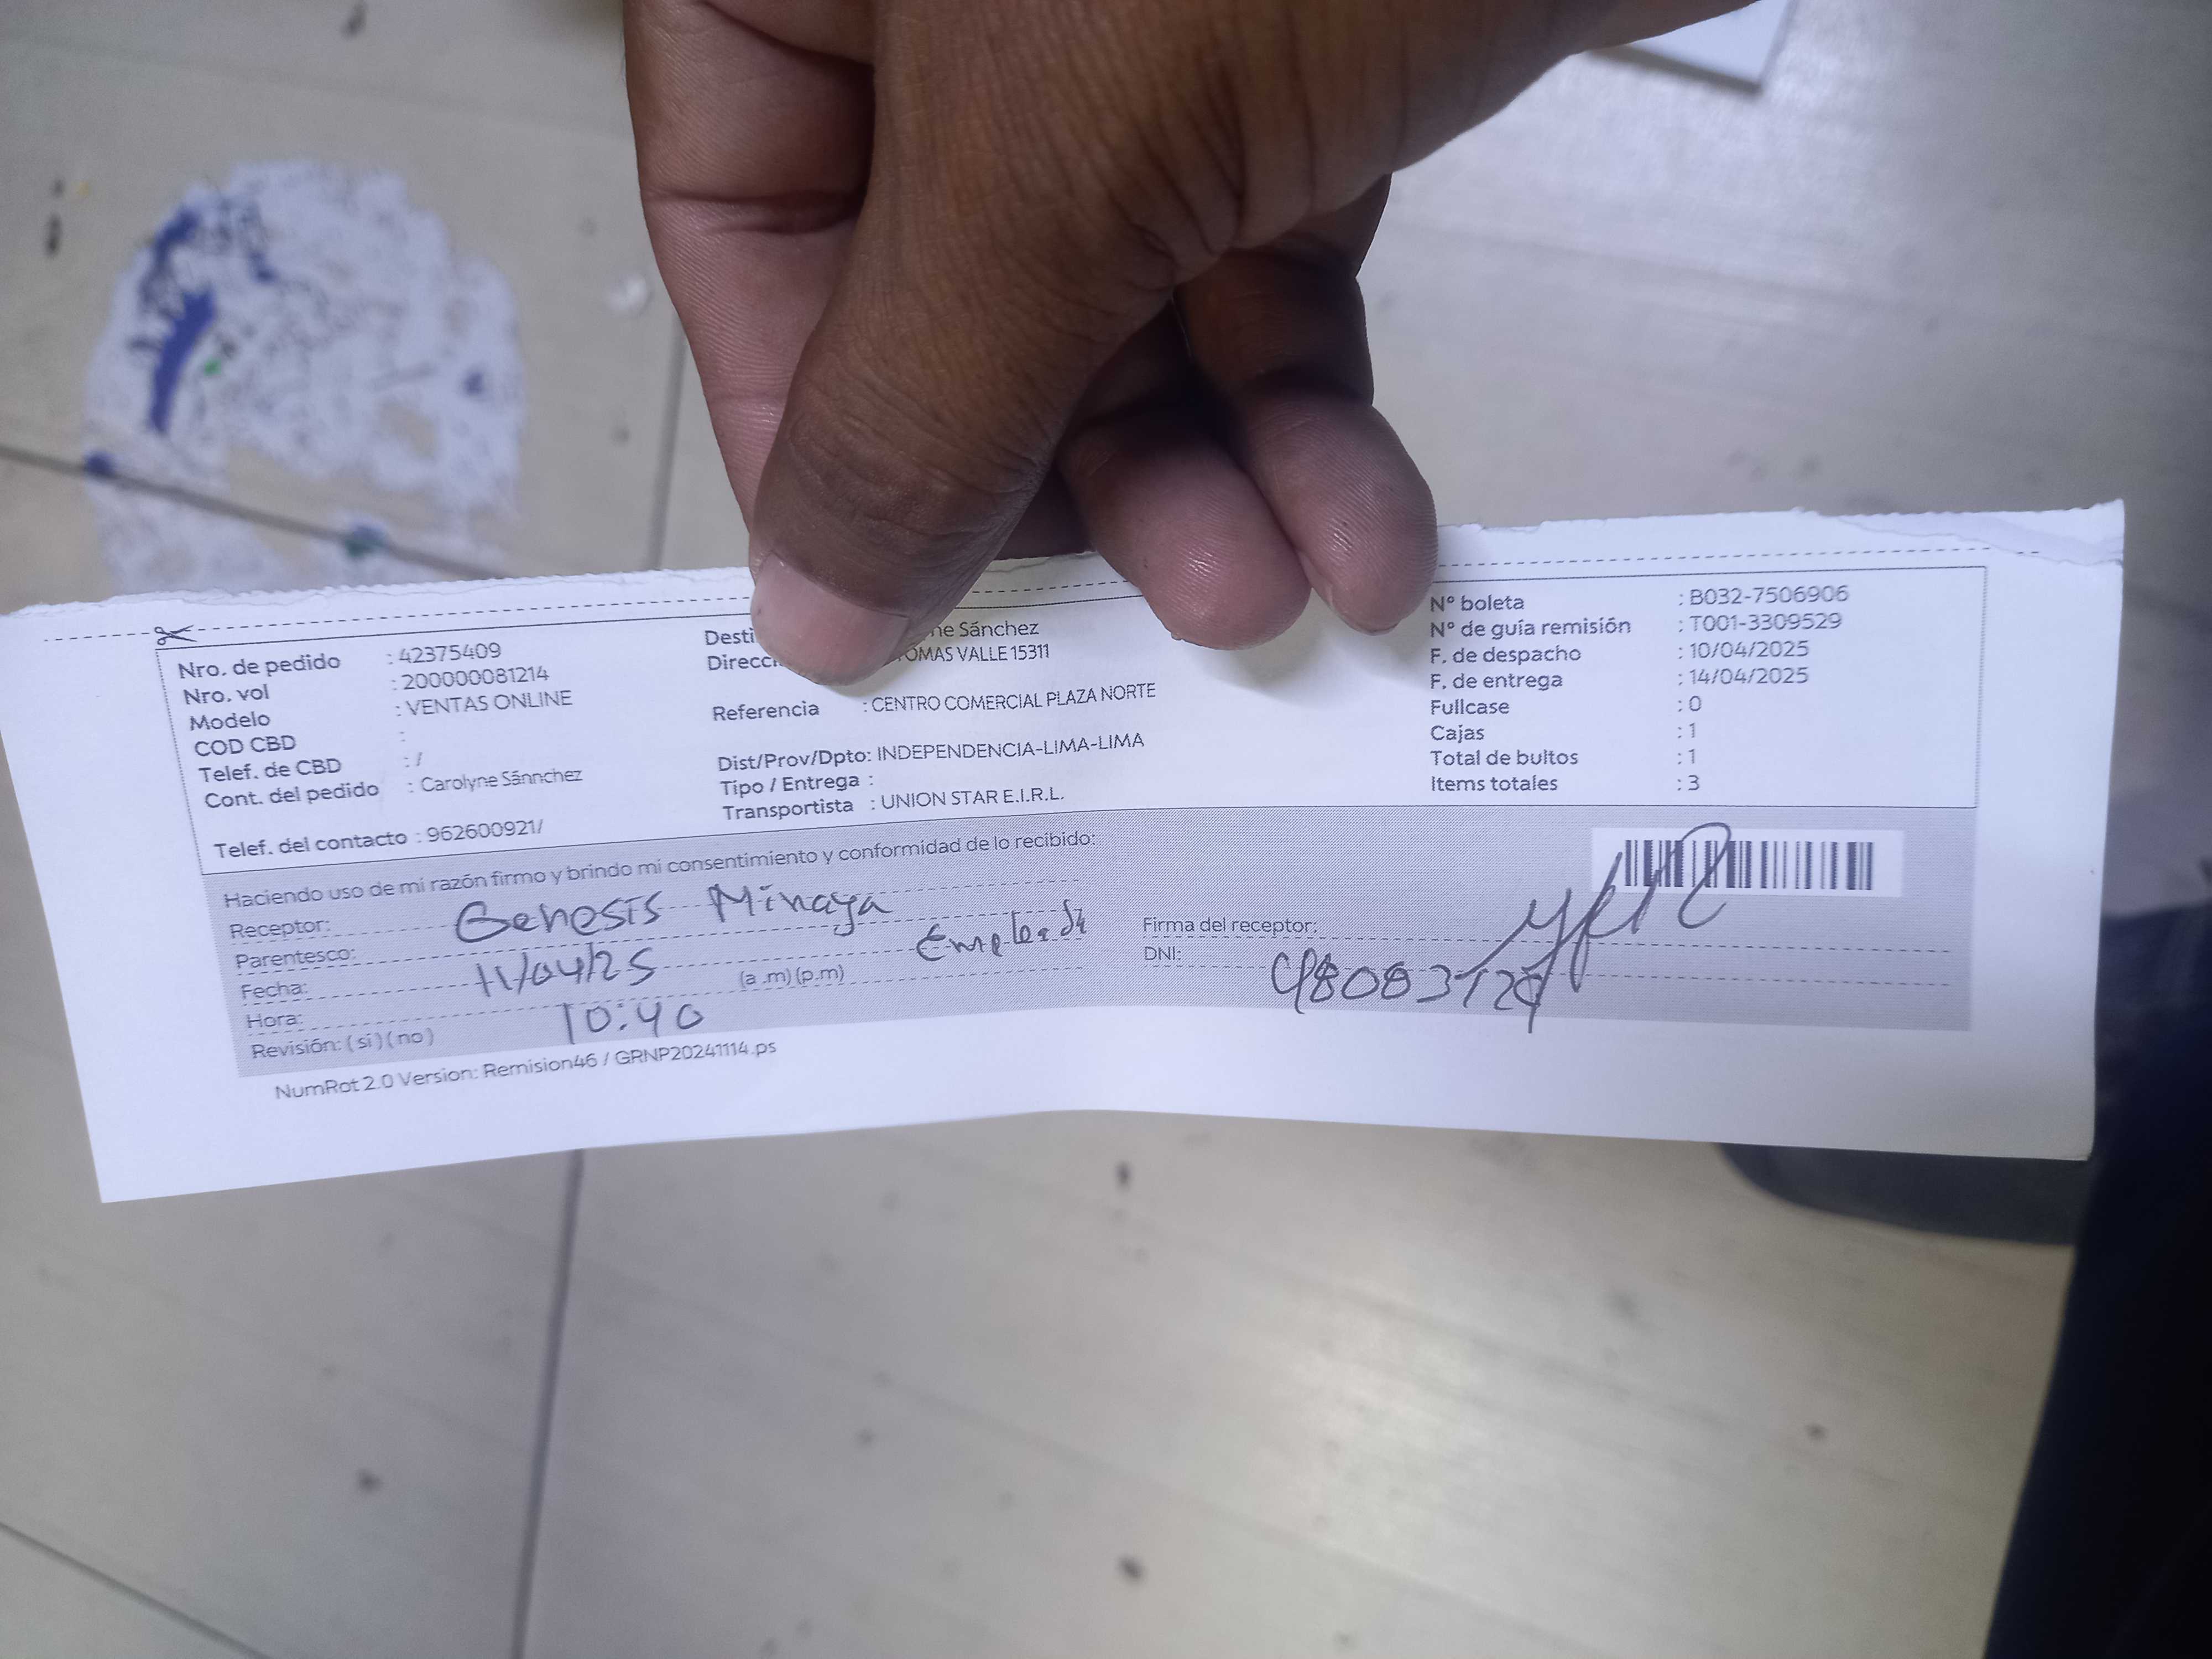 Nro. de pedido : 42375409
Nro. vol : 200000081214
Modelo : VENTAS ONLINE
COD CBD :
Telef. de CBD : /
Cont. del pedido : Carolyne Sánnchez
Telef. del contacto : 962600921/
Desti ne Sánchez
Direcci TOMAS VALLE 15311
Referencia : CENTRO COMERCIAL PLAZA NORTE
Dist/Prov/Dpto: INDEPENDENCIA-LIMA-LIMA
Tipo / Entrega :
Transportista : UNION STAR E.I.R.L.
Nº boleta : B032-7506906
Nº de guía remisión : T001-3309529
F. de despacho : 10/04/2025
F. de entrega : 14/04/2025
Fullcase : 0
Cajas : 1
Total de bultos : 1
Items totales : 3
Haciendo uso de mi razón firmo y brindo mi consentimiento y conformidad de lo recibido:
Receptor: Genesis Minaya
Parentesco: Empleada
Fecha: 11/04/25 (a .m) (p.m)
Hora: 10:40
Revisión: ( si ) ( no )
Firma del receptor:
DNI:
NumRot 2.0 Version: Remision46 / GRNP20241114.ps